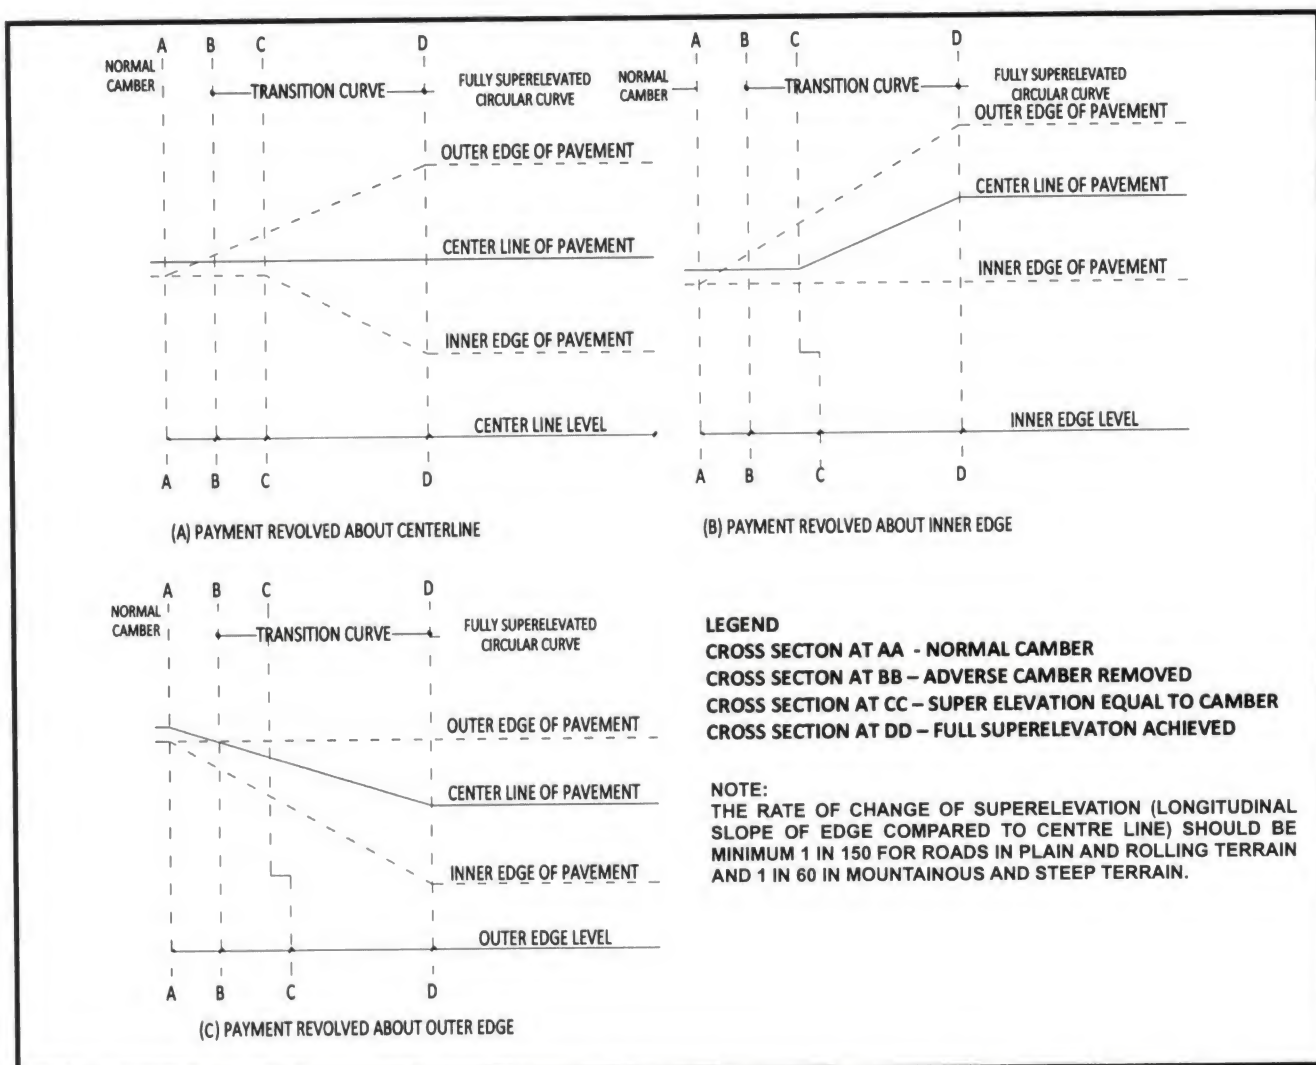 A B C D
NORMAL CAMBER
TRANSITION CURVE
FULLY SUPERELEVATED CIRCULAR CURVE
OUTER EDGE OF PAVEMENT
CENTER LINE OF PAVEMENT
INNER EDGE OF PAVEMENT
CENTER LINE LEVEL
A B C D
(A) PAYMENT REVOLVED ABOUT CENTERLINE
A B C D
NORMAL CAMBER
TRANSITION CURVE
FULLY SUPERELEVATED CIRCULAR CURVE
OUTER EDGE OF PAVEMENT
CENTER LINE OF PAVEMENT
INNER EDGE OF PAVEMENT
INNER EDGE LEVEL
A B C D
(B) PAYMENT REVOLVED ABOUT INNER EDGE
A B C D
NORMAL CAMBER
TRANSITION CURVE
FULLY SUPERELEVATED CIRCULAR CURVE
OUTER EDGE OF PAVEMENT
CENTER LINE OF PAVEMENT
INNER EDGE OF PAVEMENT
OUTER EDGE LEVEL
A B C D
(C) PAYMENT REVOLVED ABOUT OUTER EDGE
LEGEND
CROSS SECTON AT AA - NORMAL CAMBER
CROSS SECTON AT BB – ADVERSE CAMBER REMOVED
CROSS SECTION AT CC – SUPER ELEVATION EQUAL TO CAMBER
CROSS SECTION AT DD – FULL SUPERELEVATON ACHIEVED
NOTE:
THE RATE OF CHANGE OF SUPERELEVATION (LONGITUDINAL
SLOPE OF EDGE COMPARED TO CENTRE LINE) SHOULD BE
MINIMUM 1 IN 150 FOR ROADS IN PLAIN AND ROLLING TERRAIN
AND 1 IN 60 IN MOUNTAINOUS AND STEEP TERRAIN.